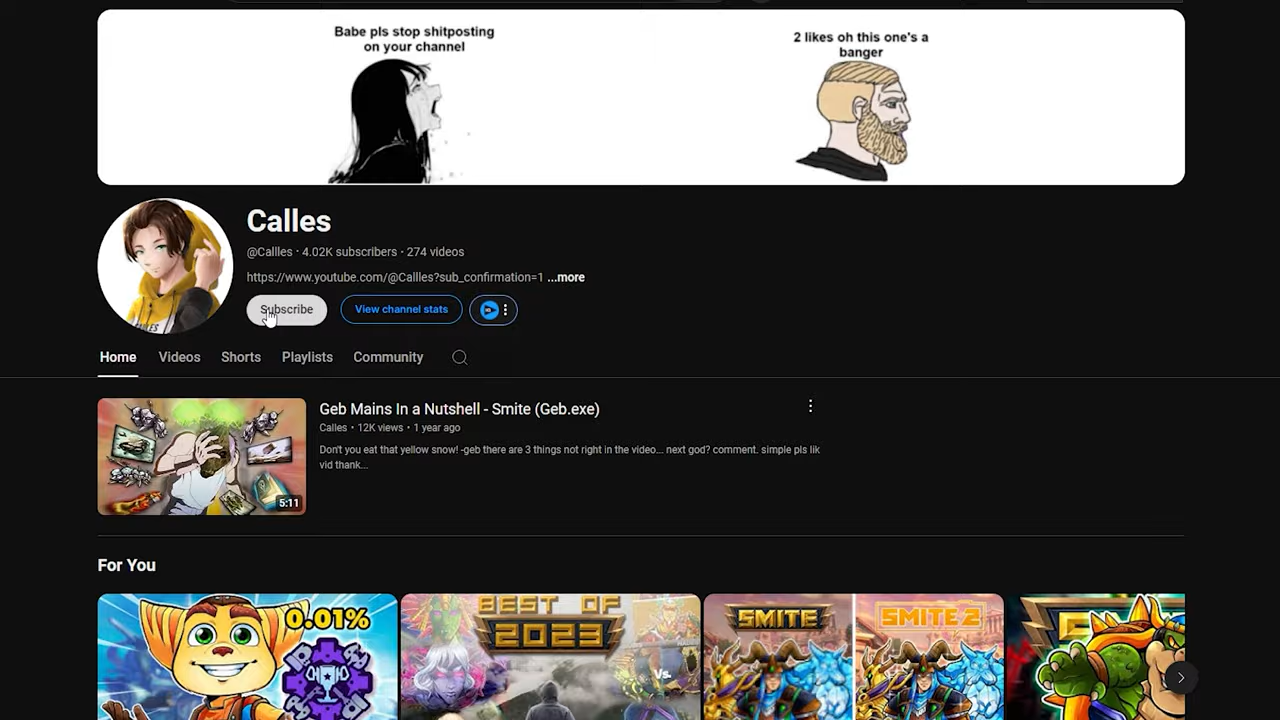 Babe pls stop shitposting
on your channel
2 likes oh this one's a
banger
Calles
@Callles · 4.02K subscribers · 274 videos
https://www.youtube.com/@Callles?sub_confirmation=1 ...more
Subscribe
View channel stats
Home Videos Shorts Playlists Community
Geb Mains In a Nutshell - Smite (Geb.exe)
Calles · 12K views · 1 year ago
Don't you eat that yellow snow! -geb there are 3 things not right in the video... next god? comment. simple pls lik
vid thank...
5:11
For You
0.01%
BEST OF
2023
Vs.
SMITE
SMITE 2